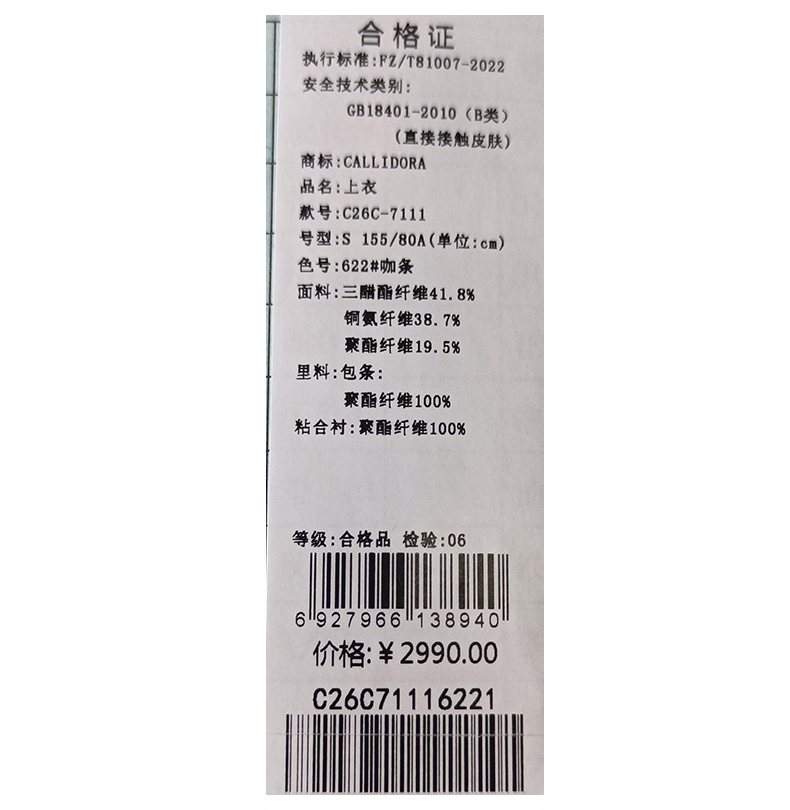 合格证
执行标准:FZ/T81007-2022
安全技术类别:
GB18401-2010（B类）
(直接接触皮肤)
商标:CALLIDORA
品名:上衣
款号:C26C-7111
号型:S 155/80A(单位:cm)
色号:622#咖条
面料:三醋酯纤维41.8%
铜氨纤维38.7%
聚酯纤维19.5%
里料:包条:
聚酯纤维100%
粘合衬:聚酯纤维100%
等级:合格品 检验:06
6 927966 138940
价格:￥2990.00
C26C71116221